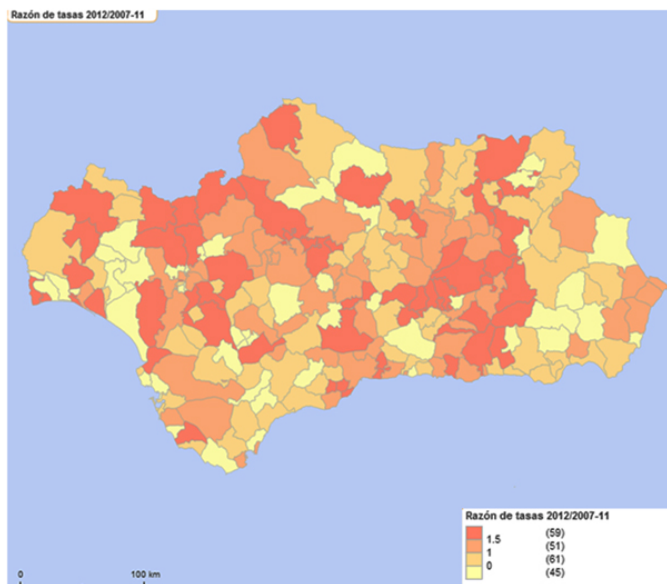 Razón de tasas 2012/2007-11
Razón de tasas 2012/2007-11
(59)
1.5
(51)
1
(61)
0
(45)
0 100 km